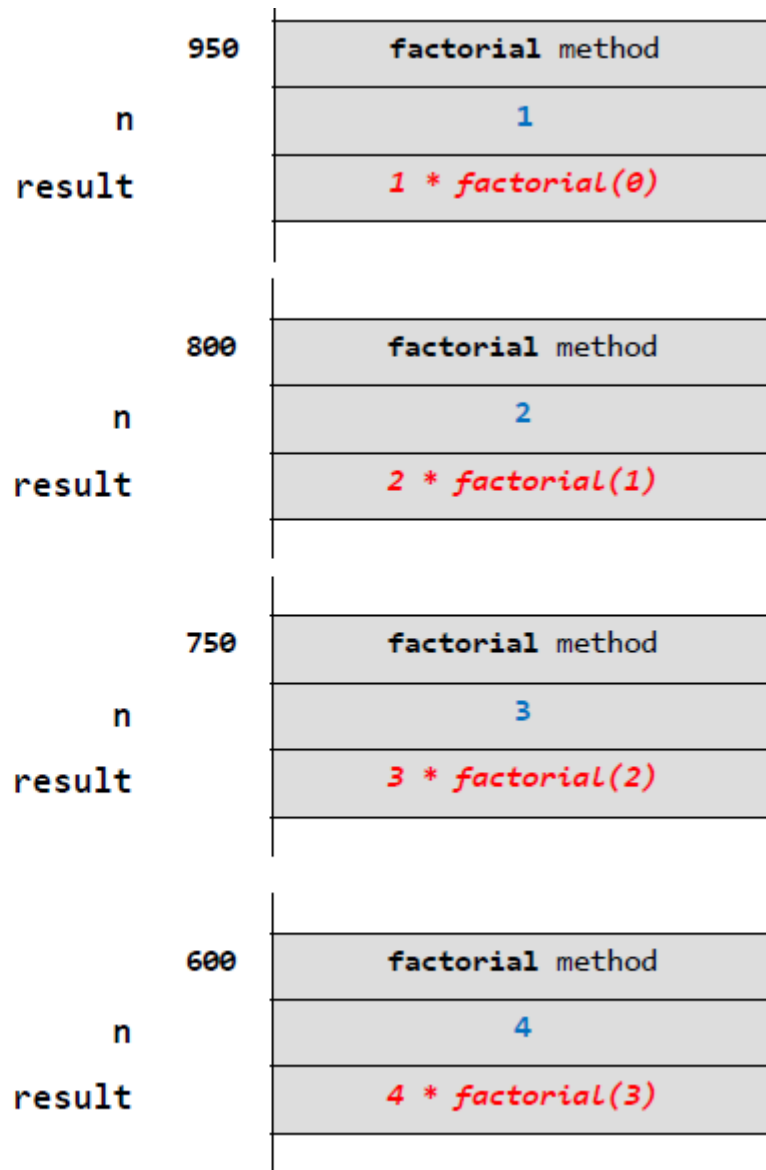 950 factorial method
n 1
result 1 * factorial(0)
800 factorial method
n 2
result 2 * factorial(1)
750 factorial method
n 3
result 3 * factorial(2)
600 factorial method
n 4
result 4 * factorial(3)